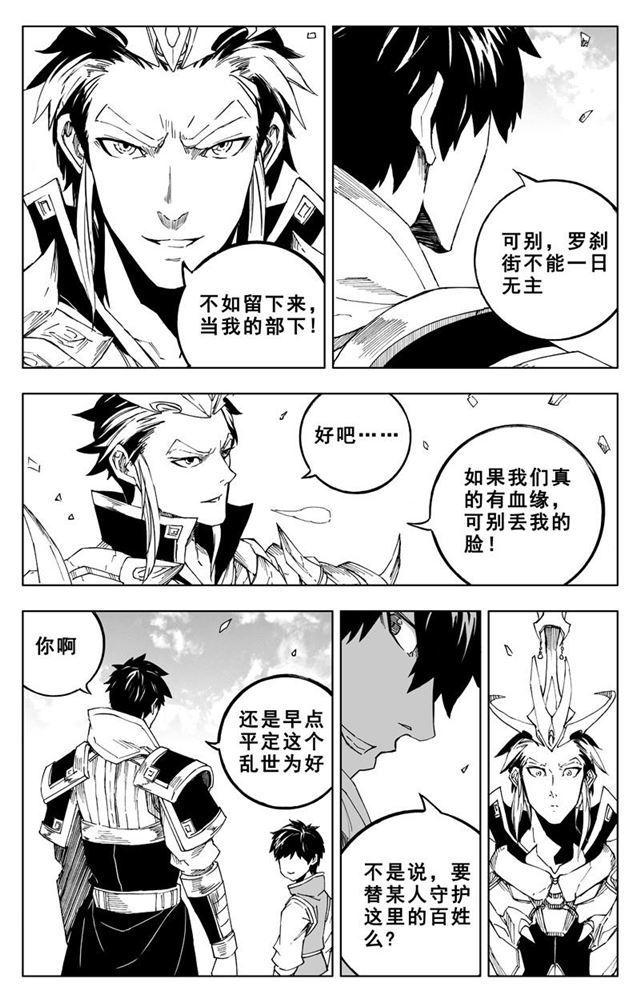 不如留下来，
当我的部下！
可别，罗刹
街不能一日
无主
好吧……
如果我们真
的有血缘，
可别丢我的
脸！
你啊
还是早点
平定这个
乱世为好
不是说，要
替某人守护
这里的百姓
么？